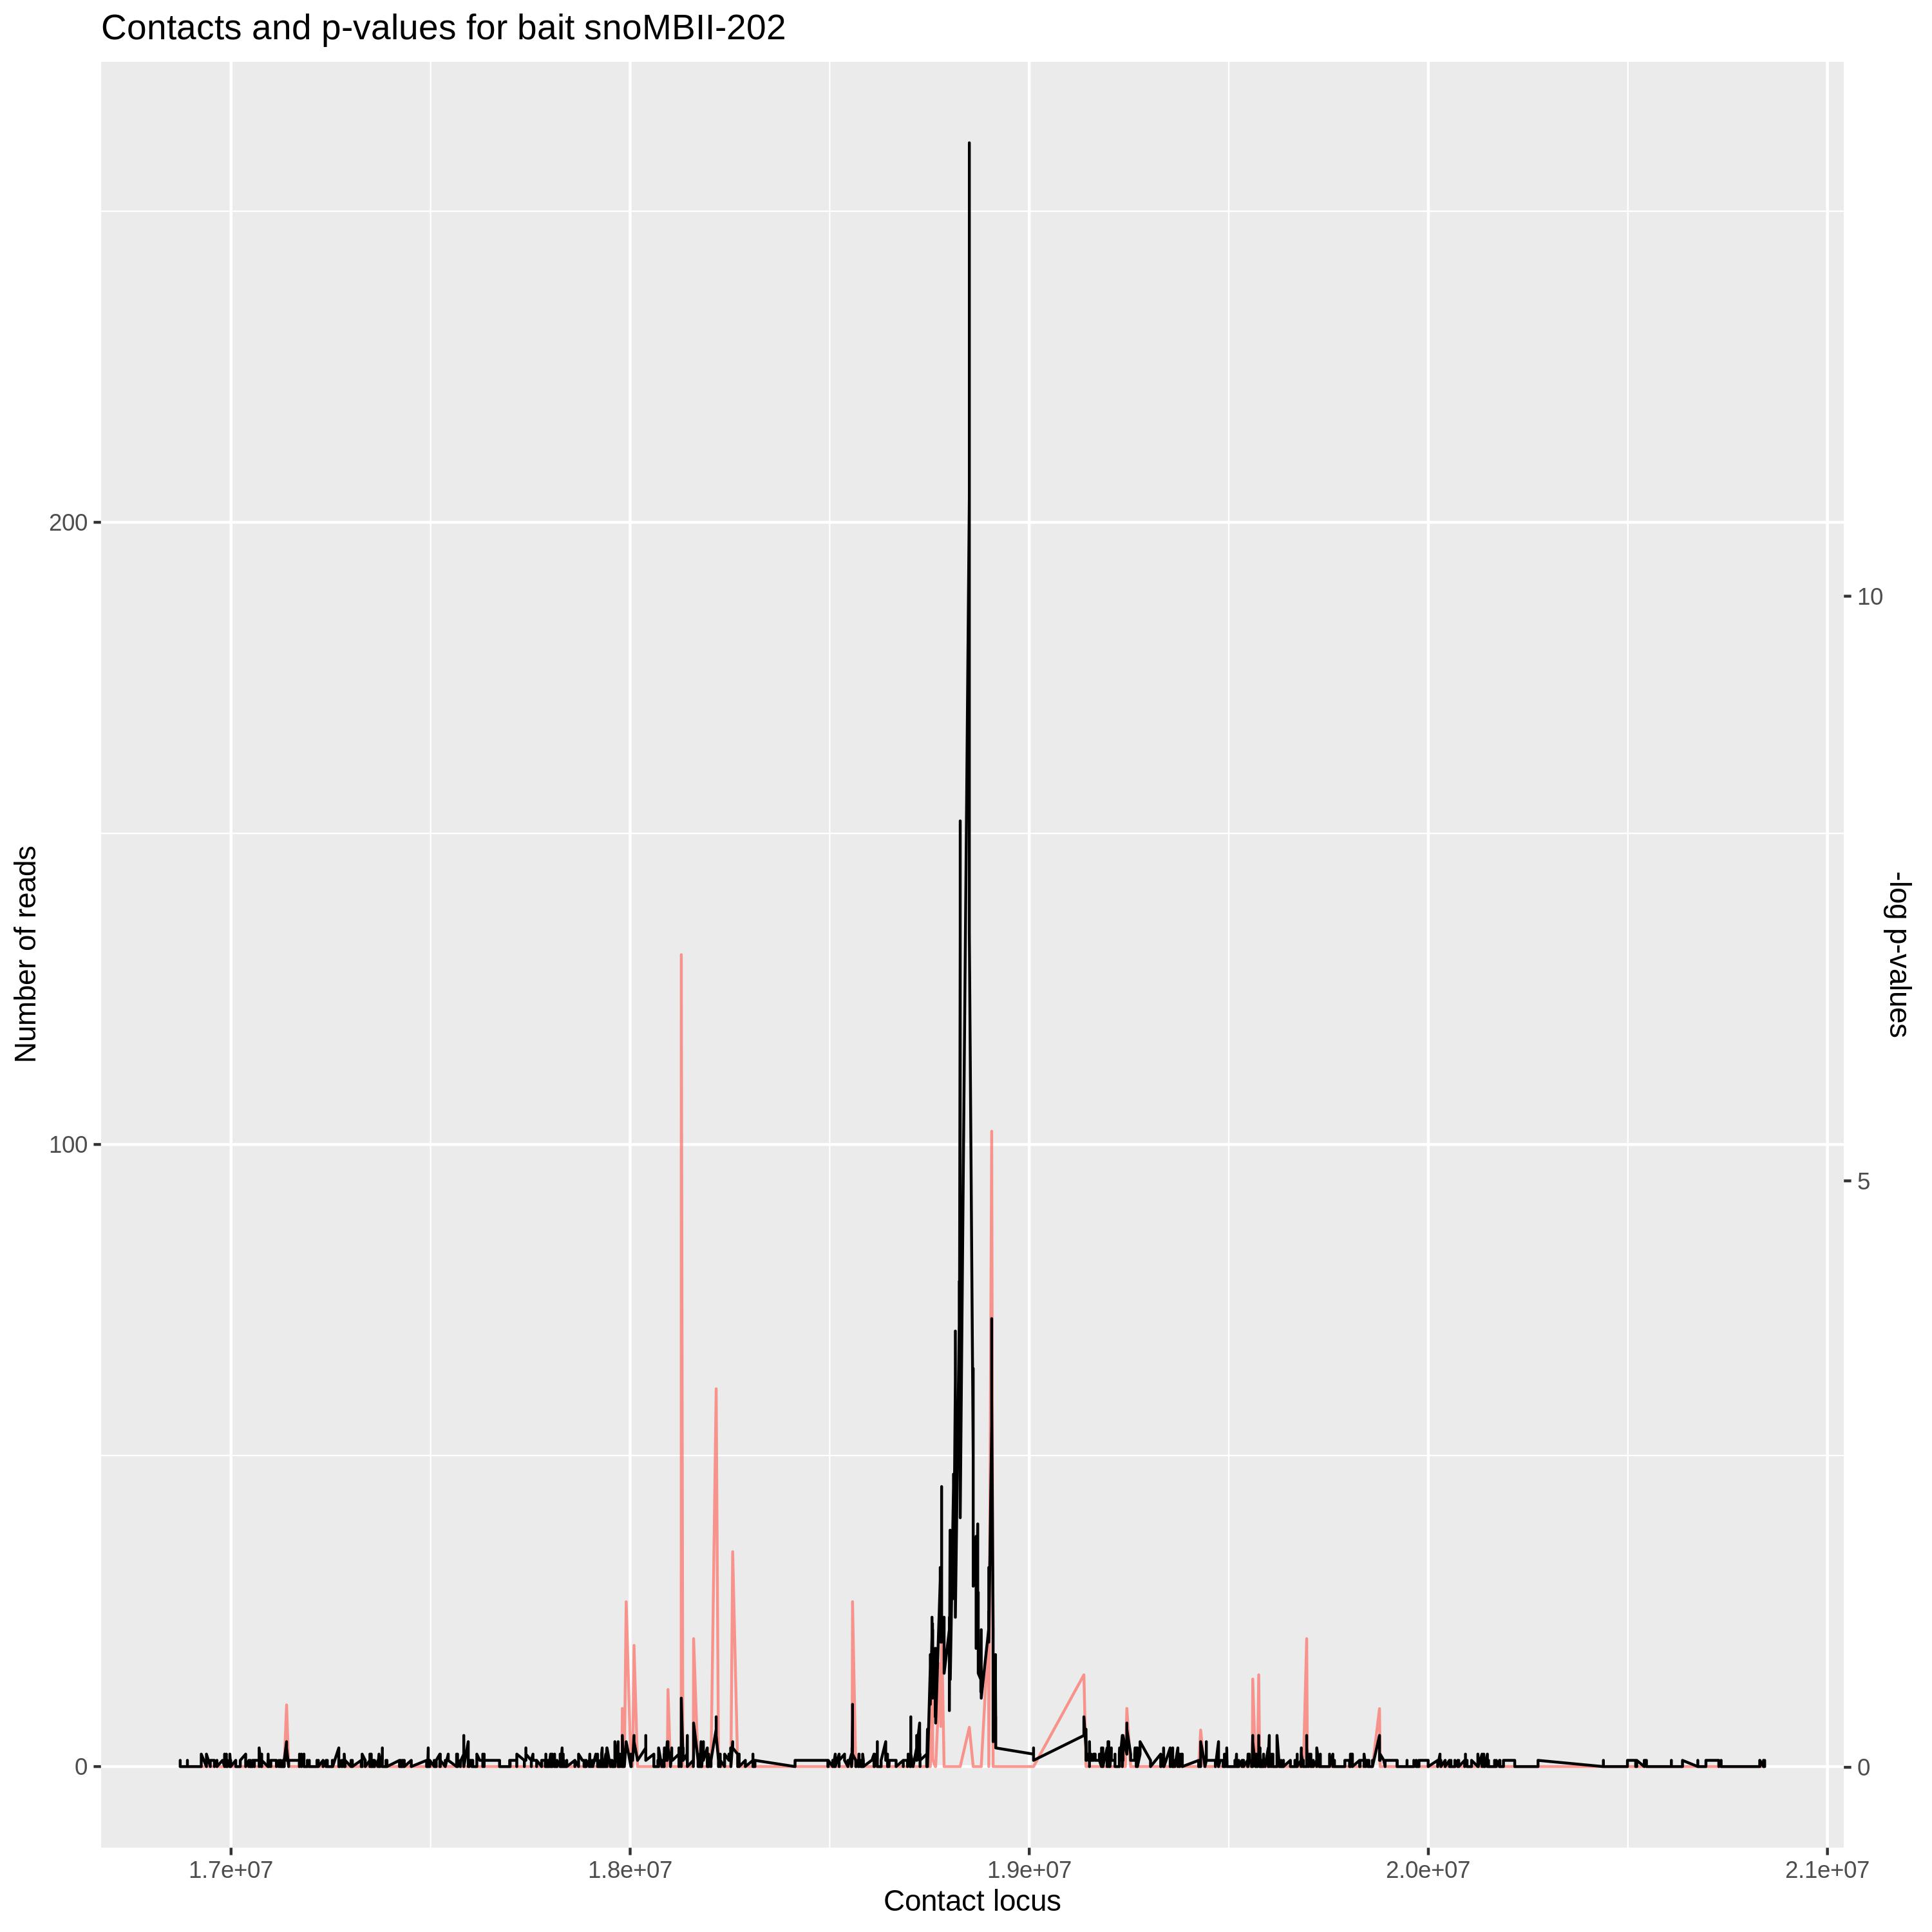 Contacts and p-values for bait snoMBII-202
200
100
0
Number of reads
10
5
0
-log p-values
1.7e+07 1.8e+07 1.9e+07 2.0e+07 2.1e+07
Contact locus